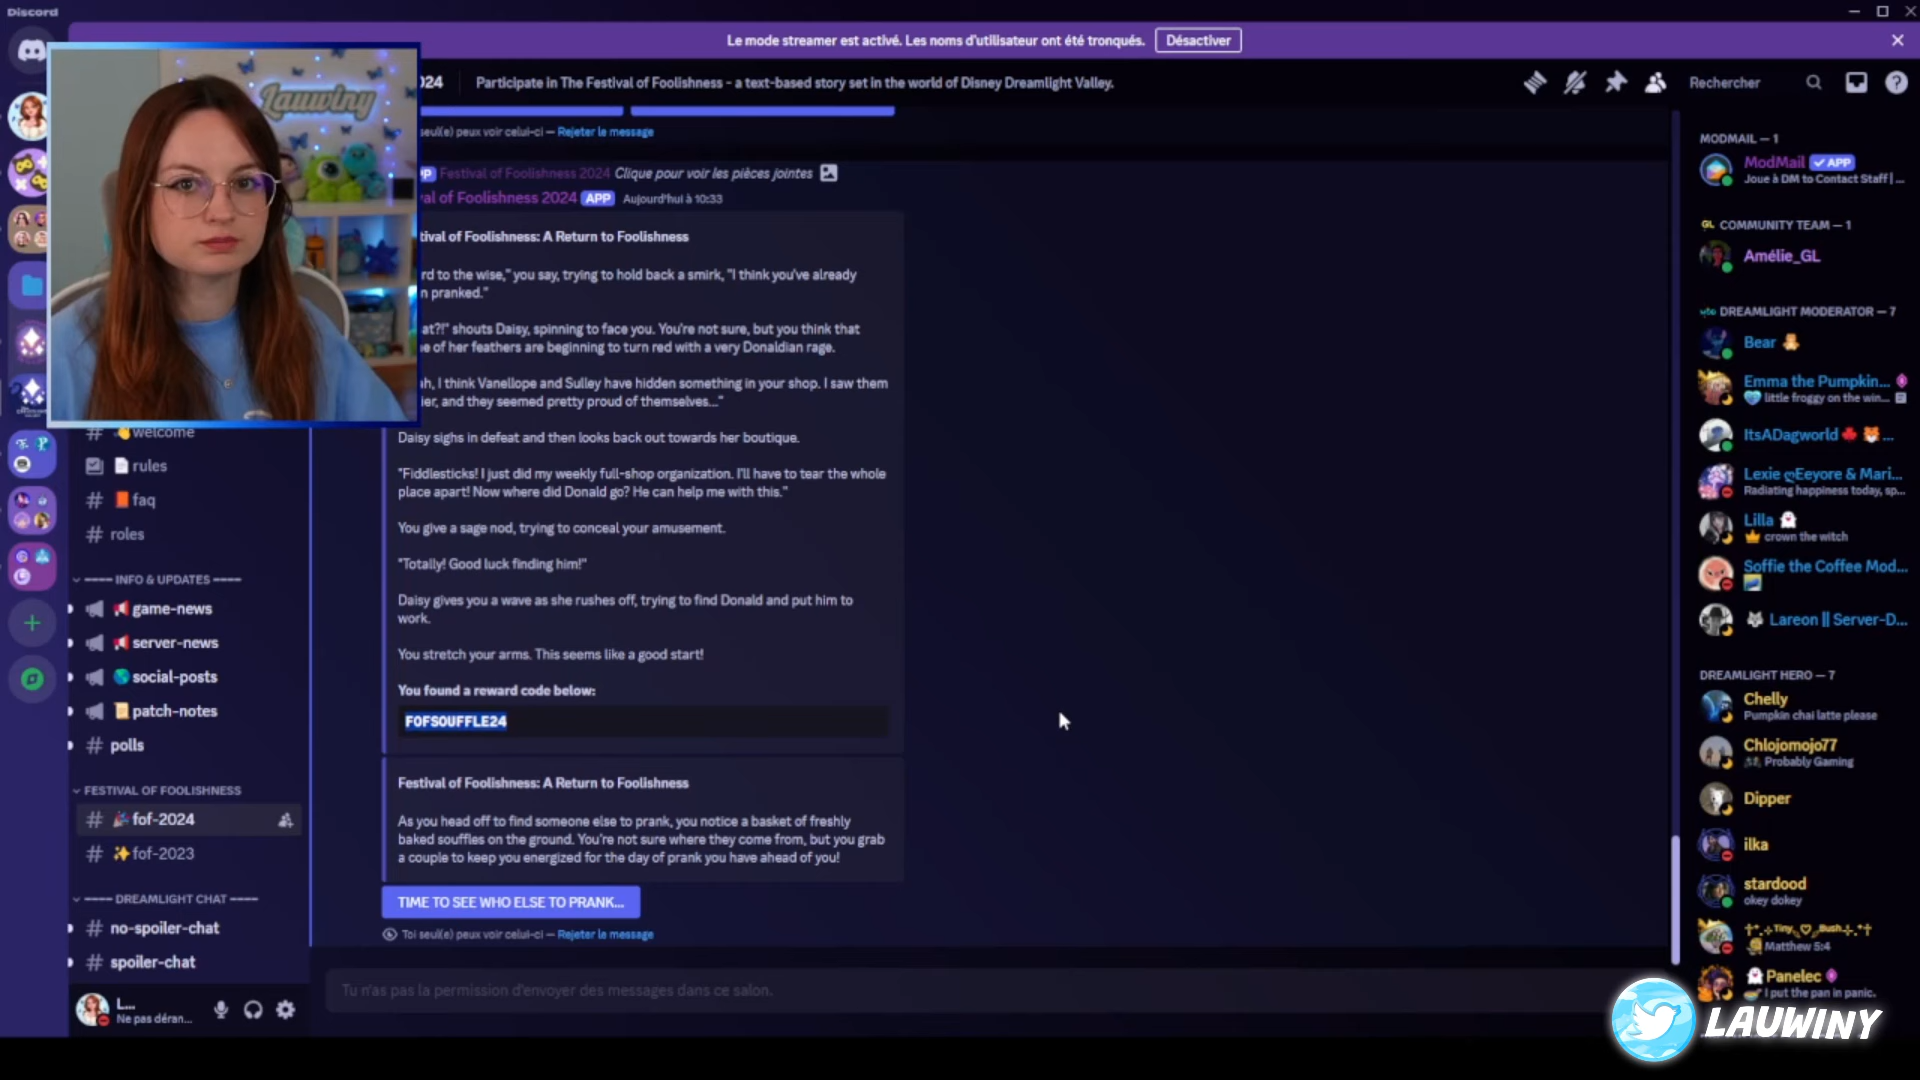 Discord
Le mode streamer est activé. Les noms d'utilisateur ont été tronqués.
Désactiver
Lauwiny
024
Participate in The Festival of Foolishness - a text-based story set in the world of Disney Dreamlight Valley.
Rechercher
seul(e) peux voir celui-ci — Rejeter le message
Festival of Foolishness 2024 Clique pour voir les pièces jointes
val of Foolishness 2024 APP Aujourd'hui à 10:33
tival of Foolishness: A Return to Foolishness
rd to the wise," you say, trying to hold back a smirk, "I think you've already
n pranked."
at?!" shouts Daisy, spinning to face you. You're not sure, but you think that
e of her feathers are beginning to turn red with a very Donaldian rage.
ah, I think Vanellope and Sulley have hidden something in your shop. I saw them
ier, and they seemed pretty proud of themselves..."
Daisy sighs in defeat and then looks back out towards her boutique.
"Fiddlesticks! I just did my weekly full-shop organization. I'll have to tear the whole
place apart! Now where did Donald go? He can help me with this."
You give a sage nod, trying to conceal your amusement.
"Totally! Good luck finding him!"
Daisy gives you a wave as she rushes off, trying to find Donald and put him to
work.
You stretch your arms. This seems like a good start!
You found a reward code below:
FOFSOUFFLE24
Festival of Foolishness: A Return to Foolishness
As you head off to find someone else to prank, you notice a basket of freshly
baked souffles on the ground. You're not sure where they come from, but you grab
a couple to keep you energized for the day of prank you have ahead of you!
TIME TO SEE WHO ELSE TO PRANK...
Toi seul(e) peux voir celui-ci — Rejeter le message
Tu n'as pas la permission d'envoyer des messages dans ce salon.
# welcome
rules
# faq
# roles
---- INFO & UPDATES ----
game-news
server-news
social-posts
patch-notes
# polls
FESTIVAL OF FOOLISHNESS
# fof-2024
# fof-2023
---- DREAMLIGHT CHAT ----
# no-spoiler-chat
# spoiler-chat
L...
Ne pas déran...
MODMAIL — 1
ModMail APP
Joue à DM to Contact Staff | ...
GL COMMUNITY TEAM — 1
Amélie_GL
DREAMLIGHT MODERATOR — 7
Bear
Emma the Pumpkin...
little froggy on the win...
ItsADagworld ...
Lexie ღEeyore & Mari...
Radiating happiness today, sp...
Lilla
crown the witch
Soffie the Coffee Mod...
Lareon || Server-D...
DREAMLIGHT HERO — 7
Chelly
Pumpkin chai latte please
Chlojomojo77
Probably Gaming
Dipper
ilka
stardood
okey dokey
Tiny Bush
Matthew 5:4
Panelec
I put the pan in panic.
LAUWINY